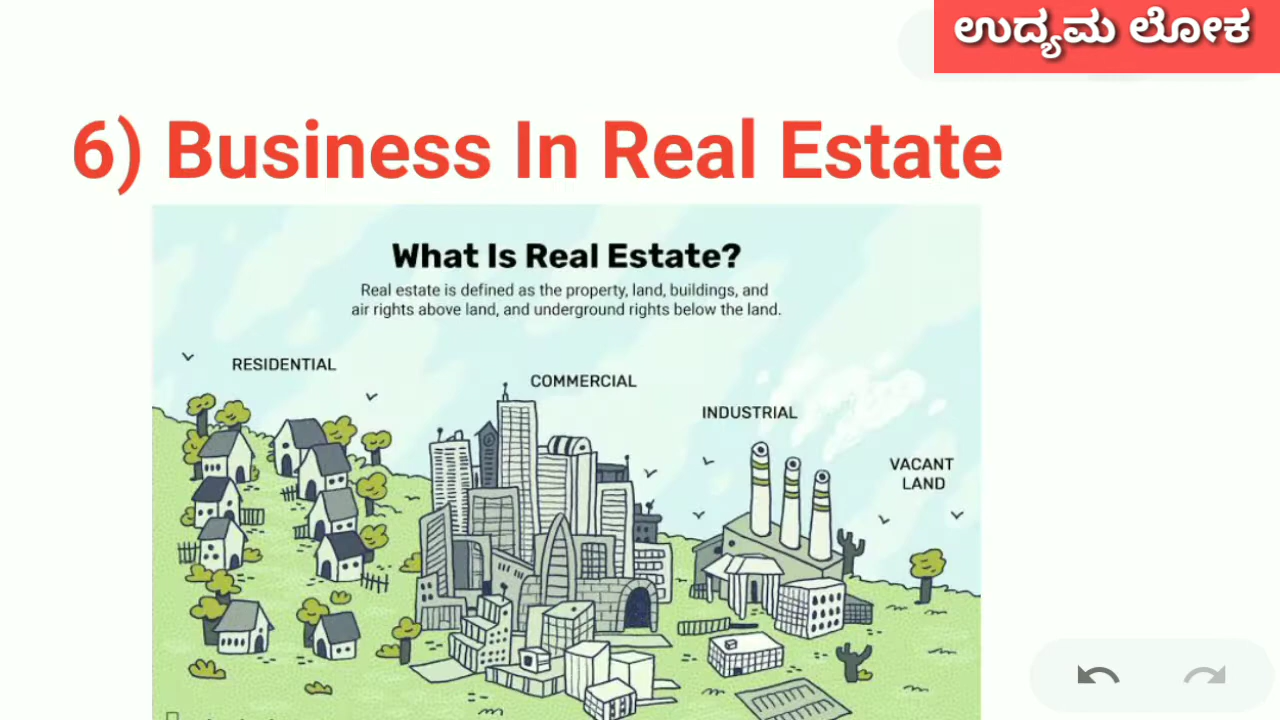 ಉದ್ಯಮ ಲೋಕ
6) Business In Real Estate
What Is Real Estate?
Real estate is defined as the property, land, buildings, and
air rights above land, and underground rights below the land.
RESIDENTIAL
COMMERCIAL
INDUSTRIAL
VACANT
LAND